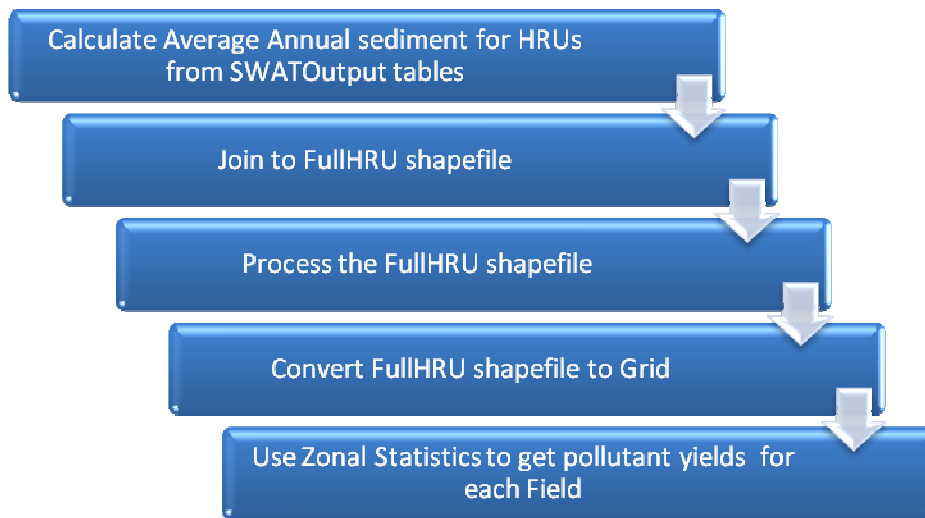 Calculate Average Annual sediment for HRUs
from SWATOutput tables
Join to FullHRU shapefile
Process the FullHRU shapefile
Convert FullHRU shapefile to Grid
Use Zonal Statistics to get pollutant yields for
each Field